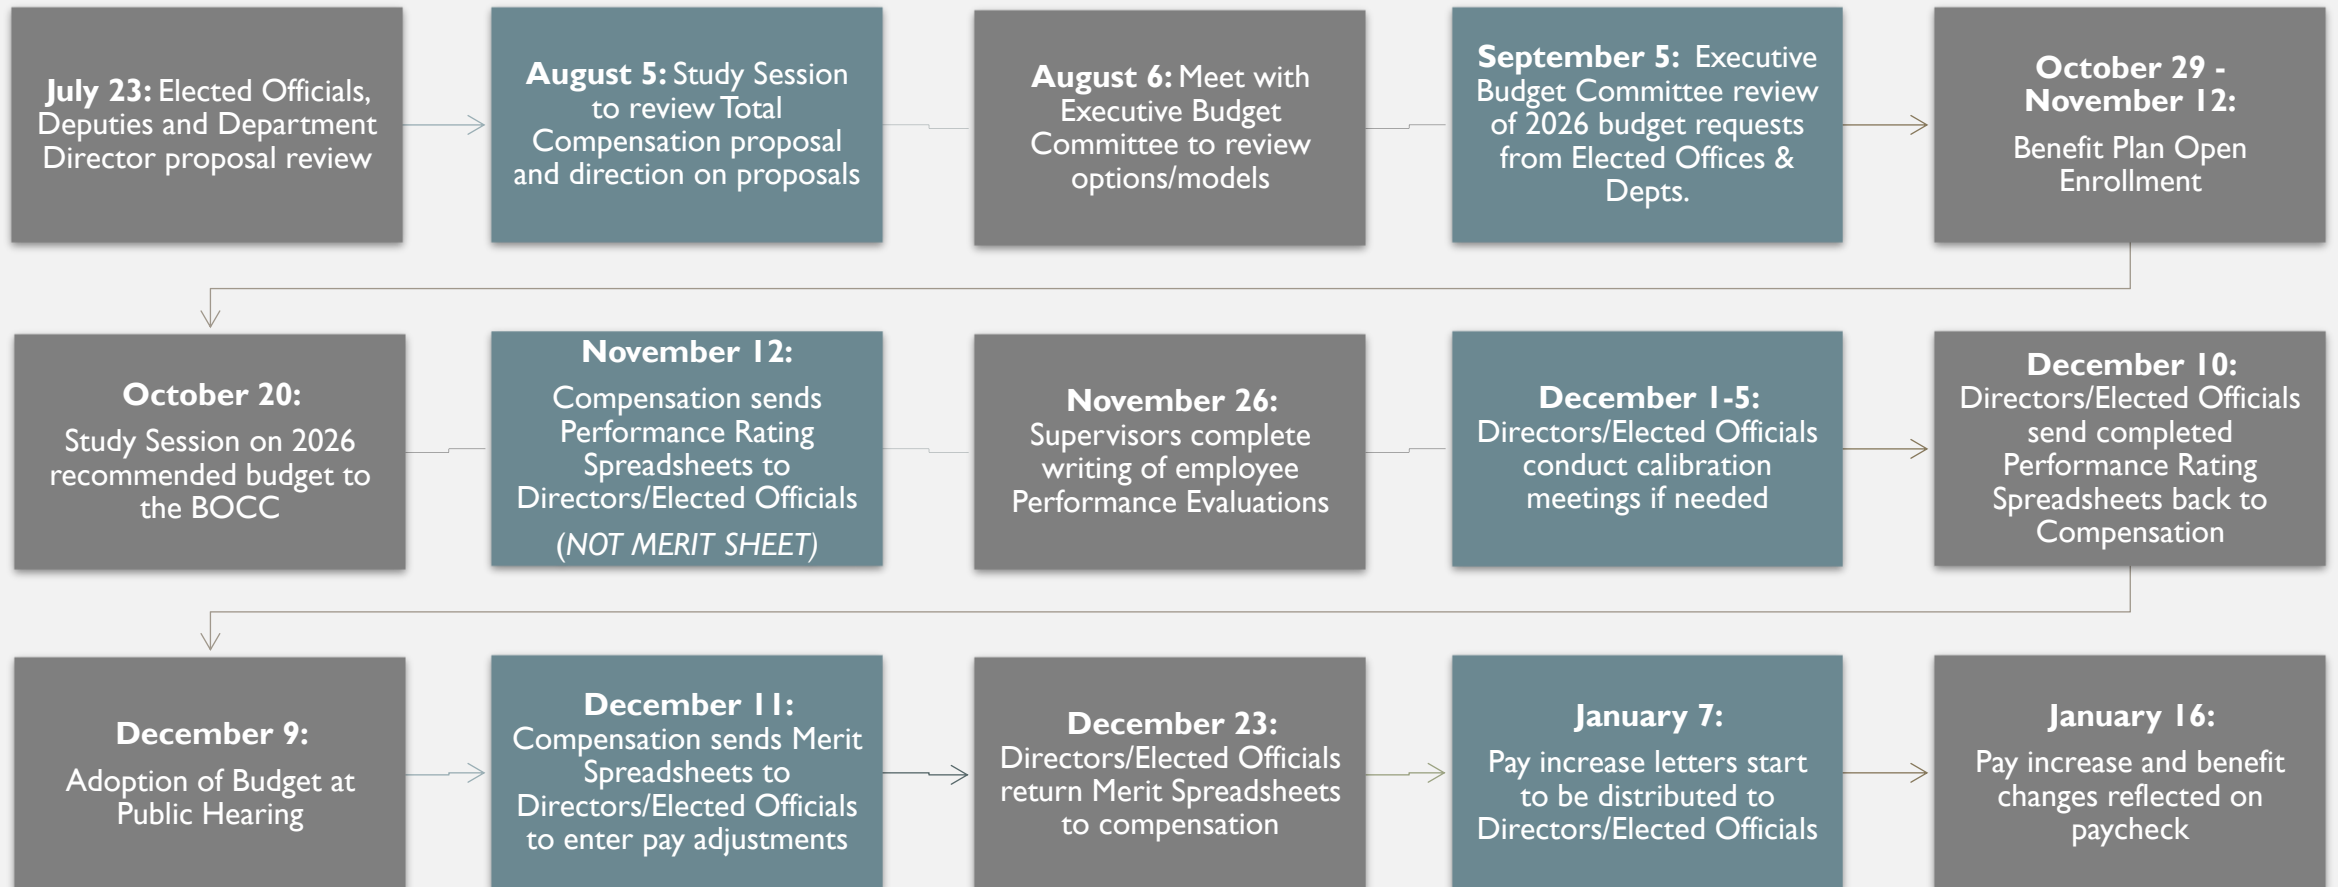 July 23: Elected Officials,
Deputies and Department
Director proposal review
August 5: Study Session
to review Total
Compensation proposal
and direction on proposals
August 6: Meet with
Executive Budget
Committee to review
options/models
September 5: Executive
Budget Committee review
of 2026 budget requests
from Elected Offices &
Depts.
October 29 -
November 12:
Benefit Plan Open
Enrollment
October 20:
Study Session on 2026
recommended budget to
the BOCC
November 12:
Compensation sends
Performance Rating
Spreadsheets to
Directors/Elected Officials
(NOT MERIT SHEET)
November 26:
Supervisors complete
writing of employee
Performance Evaluations
December 1-5:
Directors/Elected Officials
conduct calibration
meetings if needed
December 10:
Directors/Elected Officials
send completed
Performance Rating
Spreadsheets back to
Compensation
December 9:
Adoption of Budget at
Public Hearing
December 11:
Compensation sends Merit
Spreadsheets to
Directors/Elected Officials
to enter pay adjustments
December 23:
Directors/Elected Officials
return Merit Spreadsheets
to compensation
January 7:
Pay increase letters start
to be distributed to
Directors/Elected Officials
January 16:
Pay increase and benefit
changes reflected on
paycheck